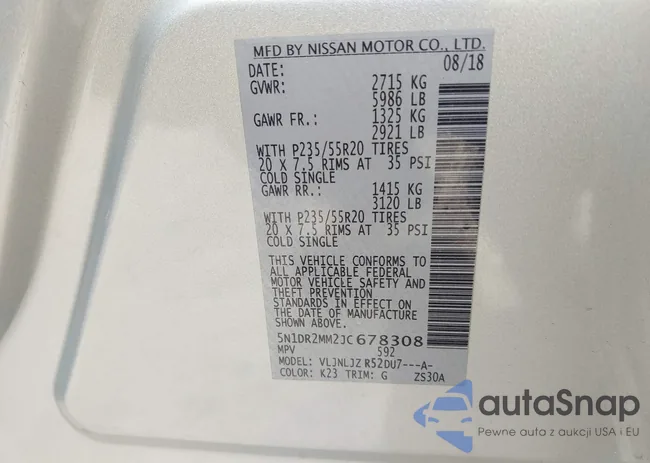 MFD BY NISSAN MOTOR CO., LTD.
DATE: 08/18
GVWR: 2715 KG
5986 LB
GAWR FR.: 1325 KG
2921 LB
WITH P235/55R20 TIRES
20 X 7.5 RIMS AT 35 PSI
COLD SINGLE
GAWR RR.: 1415 KG
3120 LB
WITH P235/55R20 TIRES
20 X 7.5 RIMS AT 35 PSI
COLD SINGLE
THIS VEHICLE CONFORMS TO
ALL APPLICABLE FEDERAL
MOTOR VEHICLE SAFETY AND
THEFT PREVENTION
STANDARDS IN EFFECT ON
THE DATE OF MANUFACTURE
SHOWN ABOVE.
5N1DR2MM2JC678308
MPV 592
MODEL: VLJNLJZ R52DU7---A-
COLOR: K23 TRIM: G ZS30A
autoSnap
Pewne auta z aukcji USA i EU